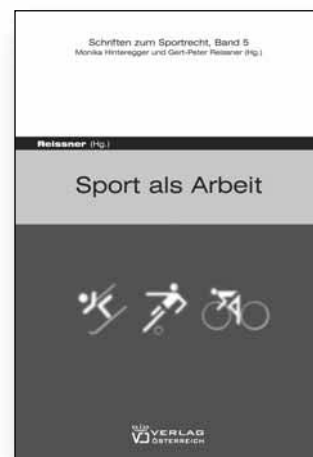 Schriften zum Sportrecht, Band 5
Monika Hinteregger und Gert-Peter Reissner (Hg.)
Reissner (Hg.)
Sport als Arbeit
VERLAG
ÖSTERREICH